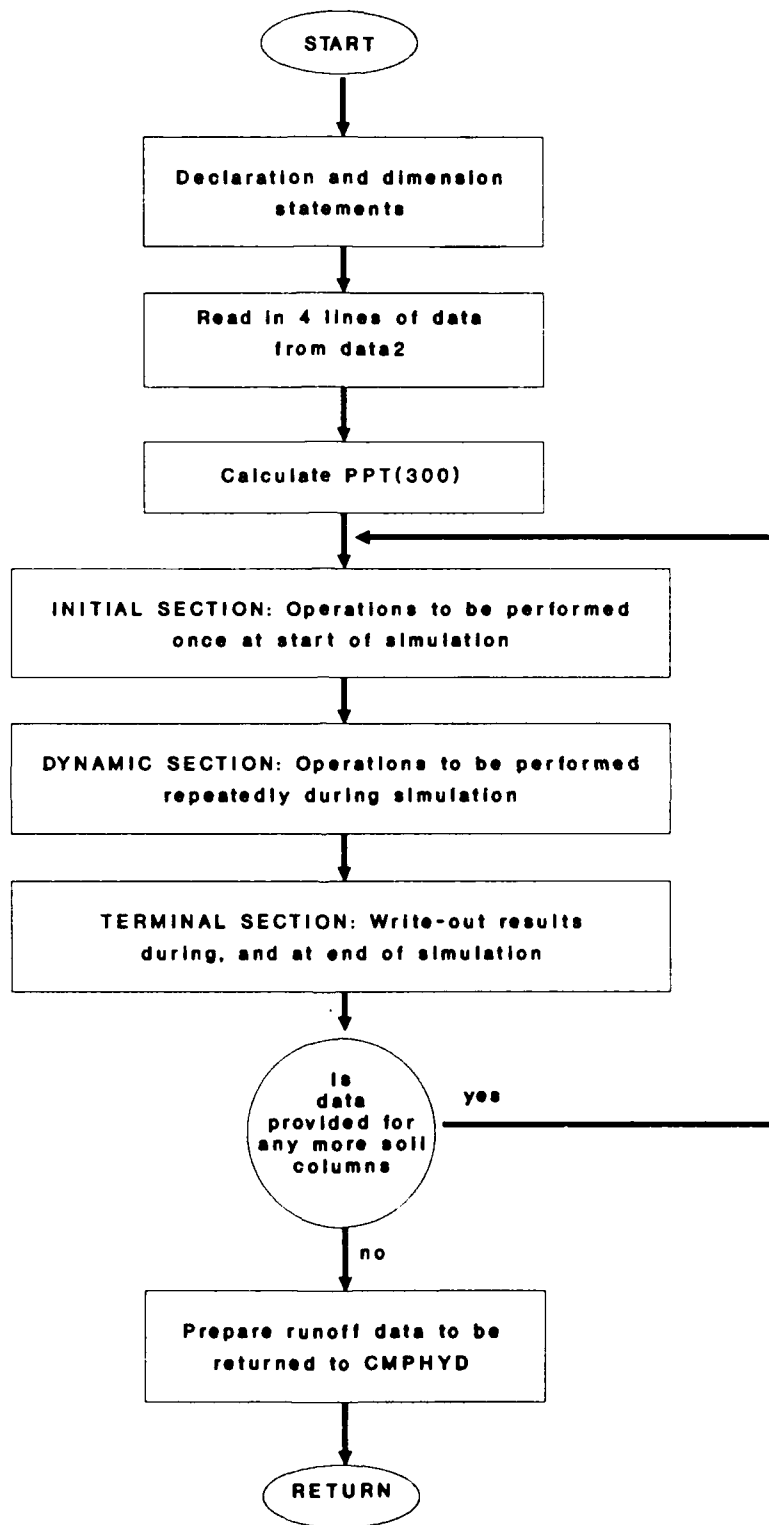 START
Declaration and dimension
statements
Read in 4 lines of data
from data2
Calculate PPT(300)
INITIAL SECTION: Operations to be performed
once at start of simulation
DYNAMIC SECTION: Operations to be performed
repeatedly during simulation
TERMINAL SECTION: Write-out results
during, and at end of simulation
Is
data
provided for
any more soil
columns
yes
no
Prepare runoff data to be
returned to CMPHYD
RETURN